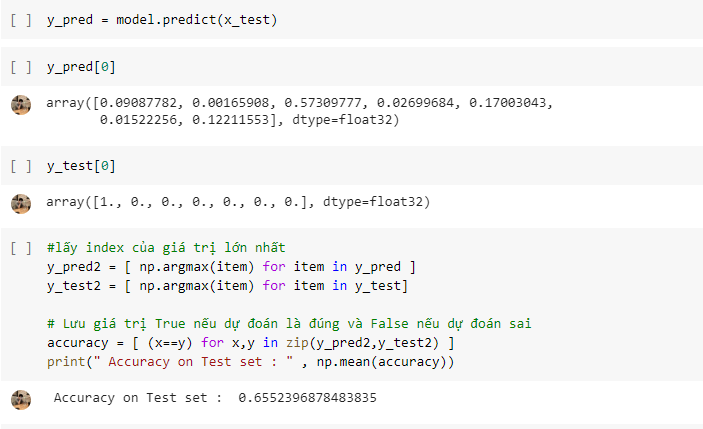 [ ] y_pred = model.predict(x_test)
[ ] y_pred[0]
array([0.09087782, 0.00165908, 0.57309777, 0.02699684, 0.17003043,
0.01522256, 0.12211553], dtype=float32)
[ ] y_test[0]
array([1., 0., 0., 0., 0., 0., 0.], dtype=float32)
[ ] #lấy index của giá trị lớn nhất
y_pred2 = [ np.argmax(item) for item in y_pred ]
y_test2 = [ np.argmax(item) for item in y_test]
# Lưu giá trị True nếu dự đoán là đúng và False nếu dự đoán sai
accuracy = [ (x==y) for x,y in zip(y_pred2,y_test2) ]
print(" Accuracy on Test set : " , np.mean(accuracy))
Accuracy on Test set :  0.6552396878483835